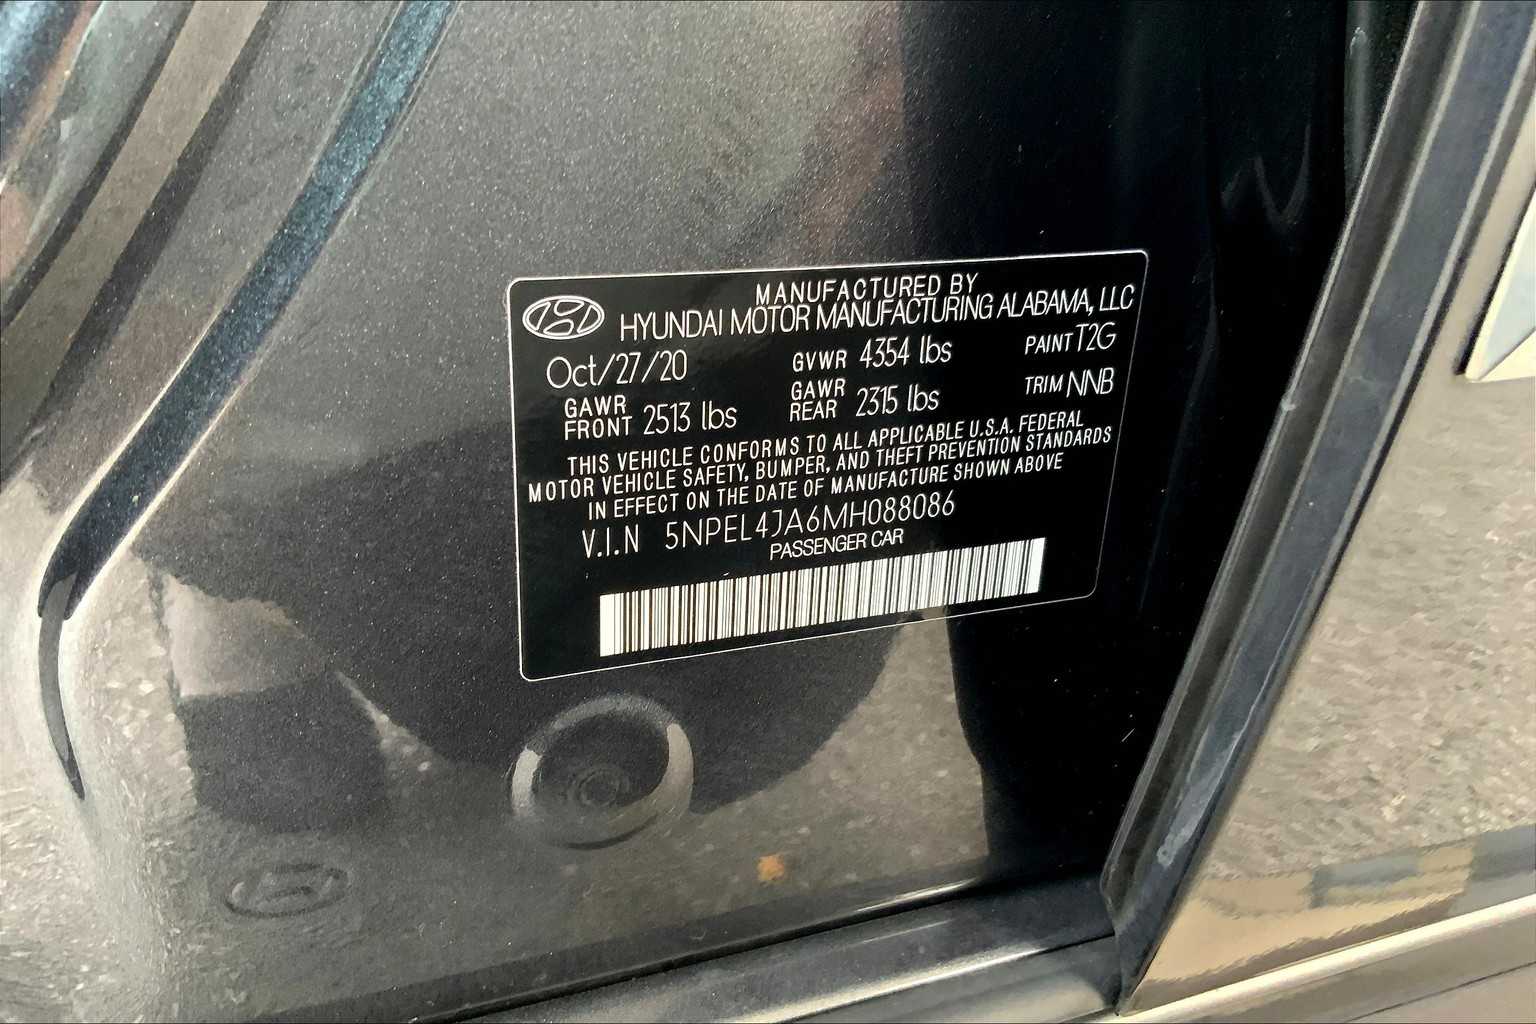 MANUFACTURED BY
HYUNDAI MOTOR MANUFACTURING ALABAMA, LLC
Oct/27/20 GVWR 4354 lbs PAINT T2G
GAWR FRONT 2513 lbs GAWR REAR 2315 lbs TRIM NNB
THIS VEHICLE CONFORMS TO ALL APPLICABLE U.S.A. FEDERAL
MOTOR VEHICLE SAFETY, BUMPER, AND THEFT PREVENTION STANDARDS
IN EFFECT ON THE DATE OF MANUFACTURE SHOWN ABOVE
V.I.N 5NPEL4JA6MH088086
PASSENGER CAR